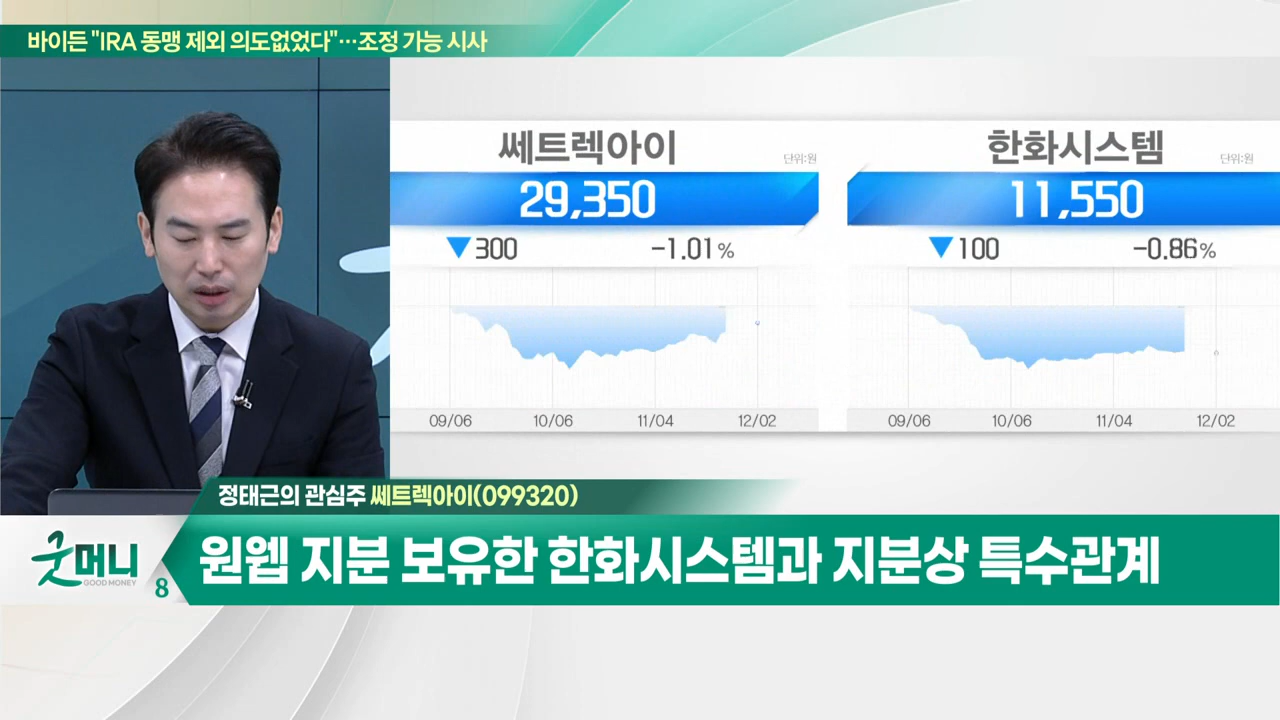 바이든 "IRA 동맹 제외 의도없었다"…조정 가능 시사
쎄트렉아이
단위:원
29,350
▼300 -1.01%
09/06 10/06 11/04 12/02
한화시스템
단위:원
11,550
▼100 -0.86%
09/06 10/06 11/04 12/02
정태근의 관심주 쎄트렉아이(099320)
굿머니
GOOD MONEY
8
원웹 지분 보유한 한화시스템과 지분상 특수관계